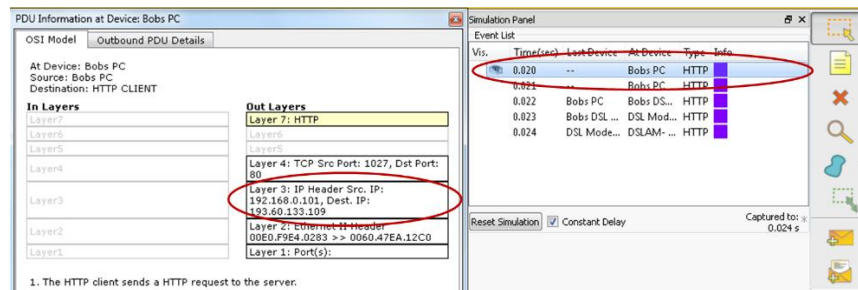 PDU Information at Device: Bobs PC
OSI Model
Outbound PDU Details
At Device: Bobs PC
Source: Bobs PC
Destination: HTTP CLIENT
In Layers
Out Layers
Layer7
Layer 7: HTTP
Layer6
Layer6
Layer5
Layer5
Layer4
Layer 4: TCP Src Port: 1027, Dst Port:
80
Layer3
Layer 3: IP Header Src. IP:
192.168.0.101, Dest. IP:
193.60.133.109
Layer2
Layer 2: Ethernet II Header
00E0.F9E4.0283 >> 0060.47EA.12C0
Layer1
Layer 1: Port(s):
1. The HTTP client sends a HTTP request to the server.
Simulation Panel
Event List
Vis. Time(sec) Last Device At Device Type Info
0.020 -- Bobs PC HTTP
0.021 -- Bobs PC HTTP
0.022 Bobs PC Bobs DS... HTTP
0.023 Bobs DSL ... DSL Mod... HTTP
0.024 DSL Mode... DSLAM- ... HTTP
Reset Simulation Constant Delay
Captured to: *
0.024 s